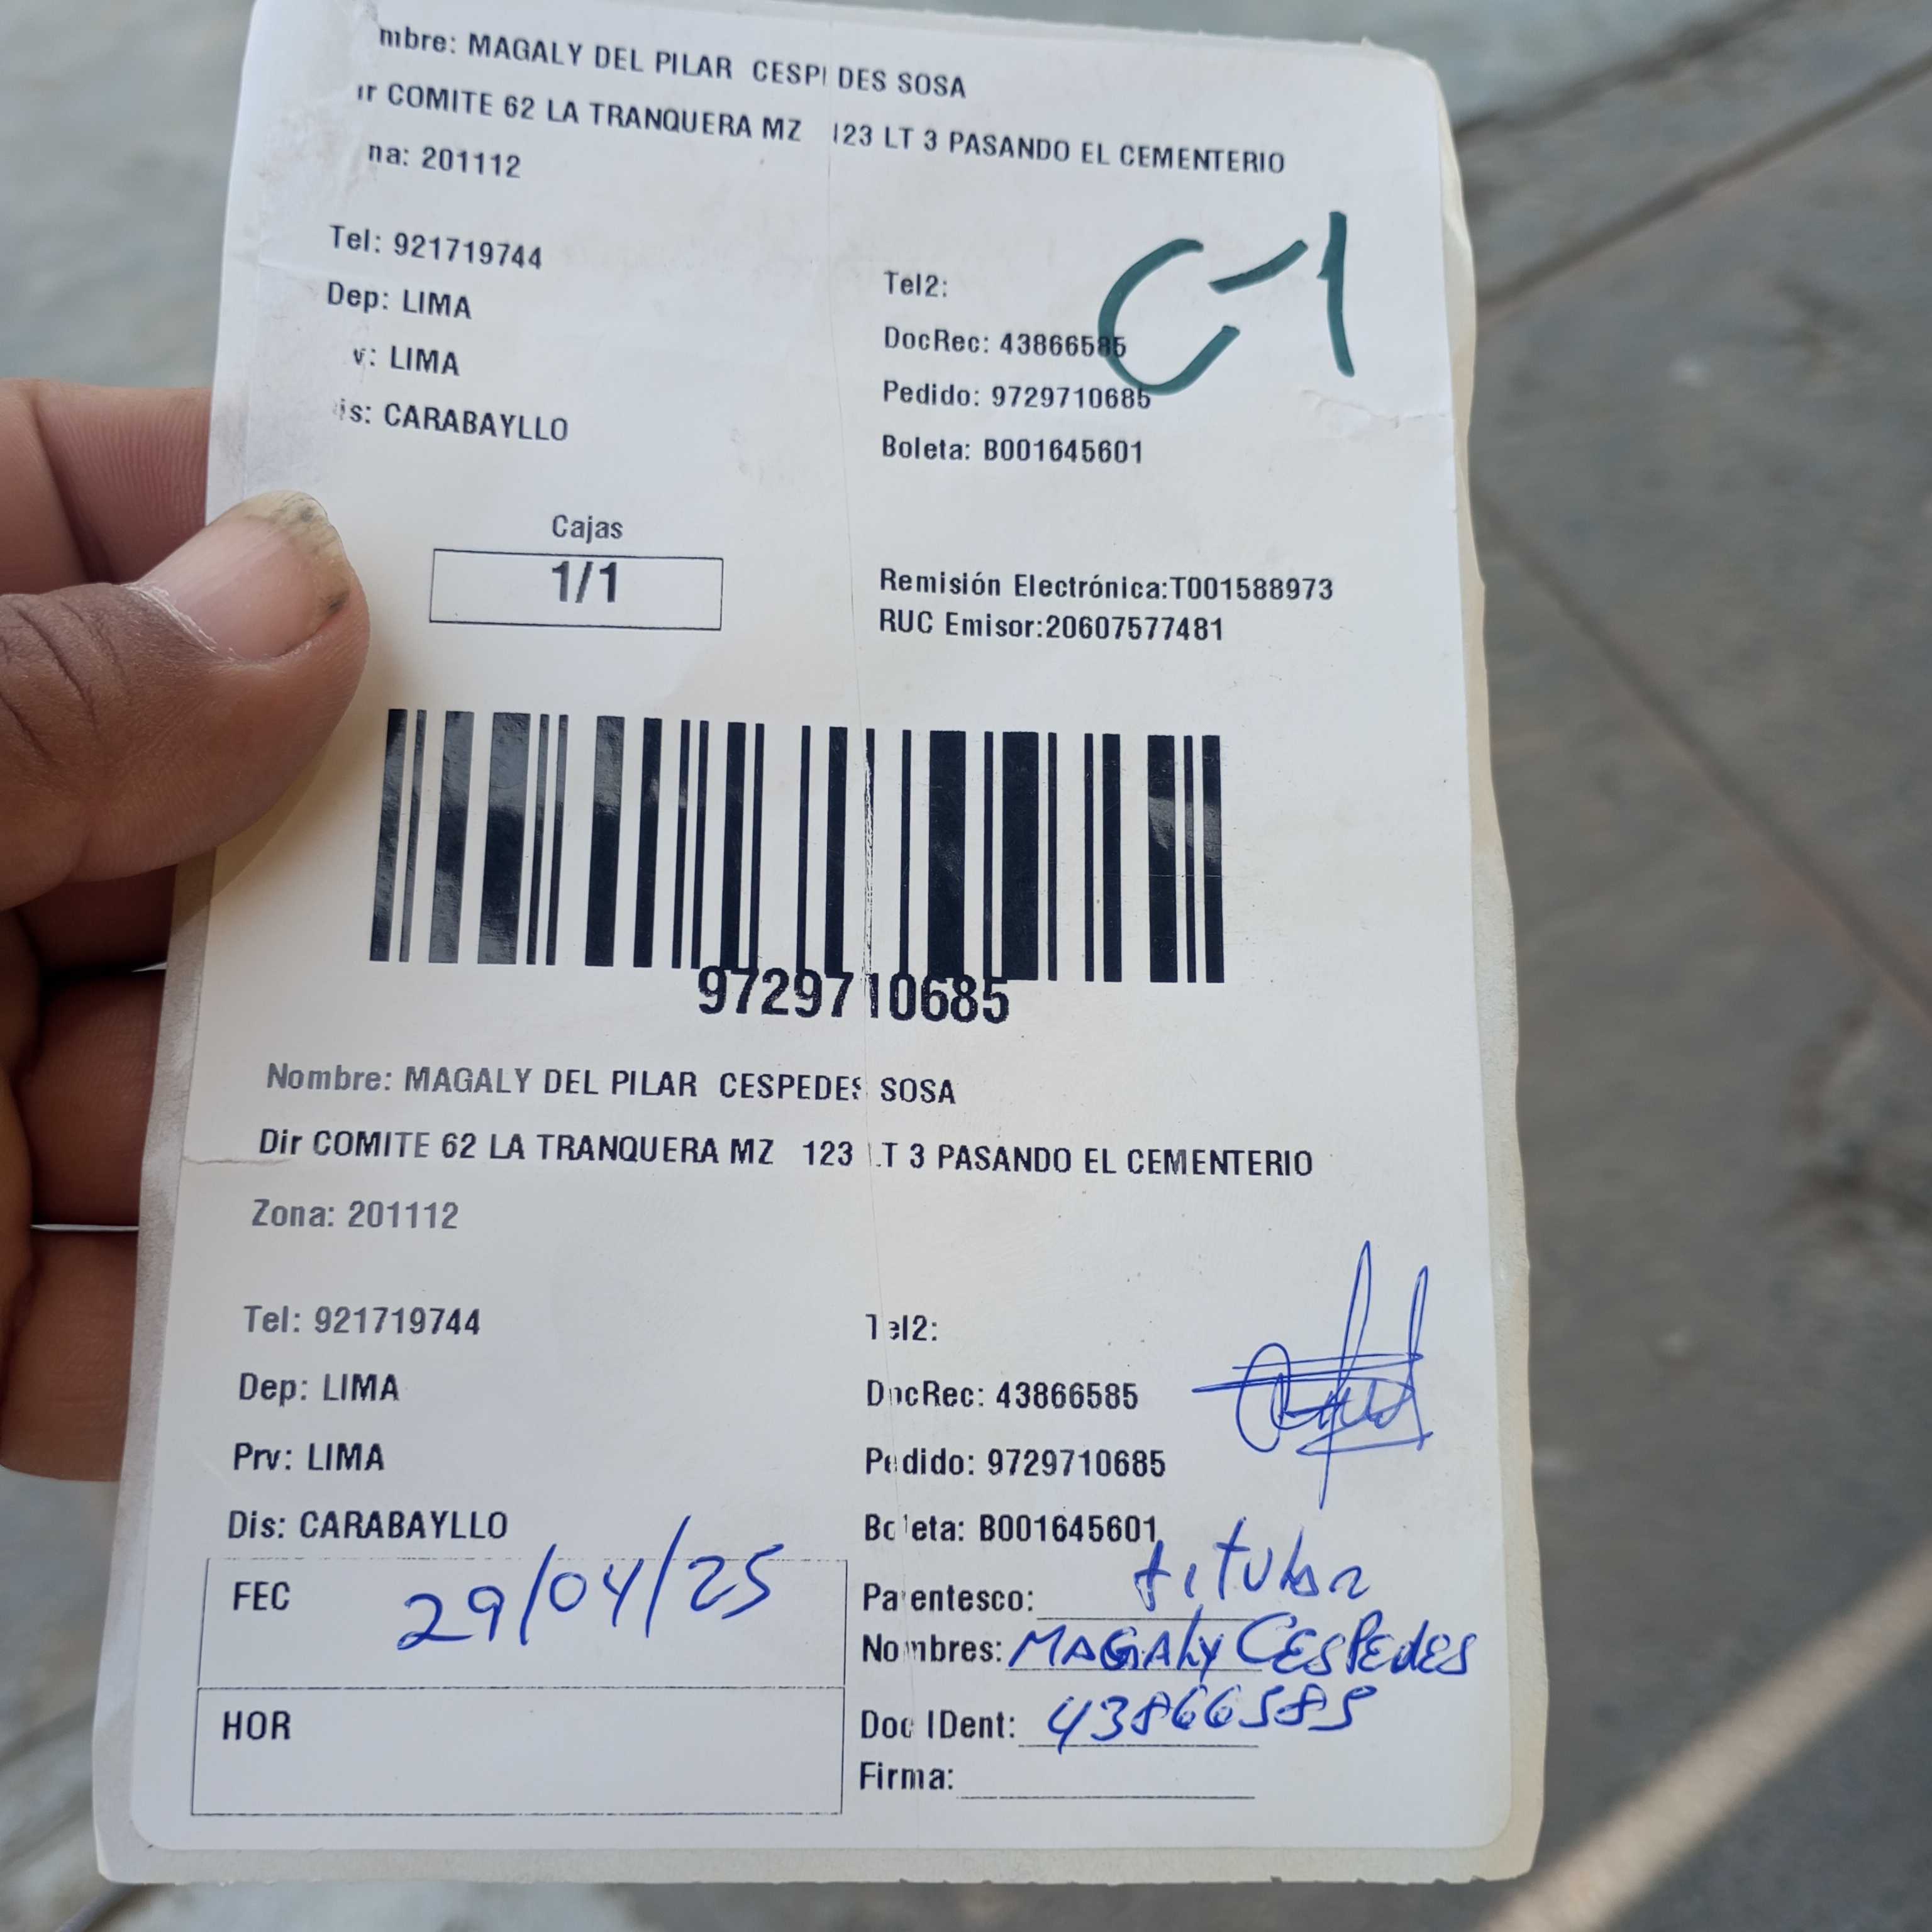 mbre: MAGALY DEL PILAR CESPEDES SOSA
ir COMITE 62 LA TRANQUERA MZ 123 LT 3 PASANDO EL CEMENTERIO
na: 201112
C-1
Tel: 921719744
Tel2:
Dep: LIMA
DocRec: 43866585
v: LIMA
Pedido: 9729710685
is: CARABAYLLO
Boleta: B001645601
Cajas
1/1
Remisión Electrónica:T001588973
RUC Emisor:20607577481
9729710685
Nombre: MAGALY DEL PILAR CESPEDES SOSA
Dir COMITE 62 LA TRANQUERA MZ 123 LT 3 PASANDO EL CEMENTERIO
Zona: 201112
Tel: 921719744
Tel2:
Dep: LIMA
DocRec: 43866585
Prv: LIMA
Pedido: 9729710685
Dis: CARABAYLLO
Boleta: B001645601
FEC 29/04/25
Parentesco: titular
Nombres: MAGALY CESPEDES
HOR
Doc IDent: 43866585
Firma: